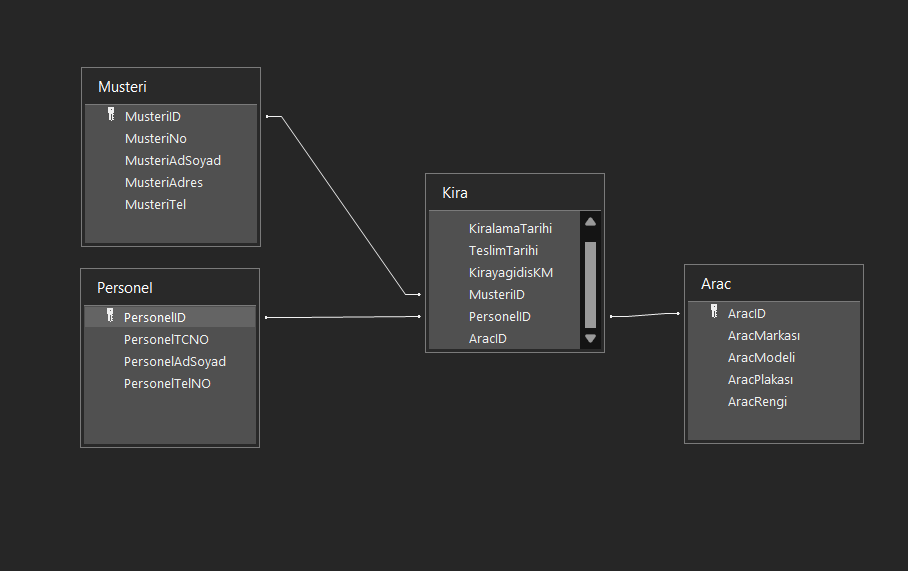 Musteri
MusteriID
MusteriNo
MusteriAdSoyad
MusteriAdres
MusteriTel
Personel
PersonelID
PersonelTCNO
PersonelAdSoyad
PersonelTelNO
Kira
KiralamaTarihi
TeslimTarihi
KirayagidisKM
MusteriID
PersonelID
AracID
Arac
AracID
AracMarkası
AracModeli
AracPlakası
AracRengi